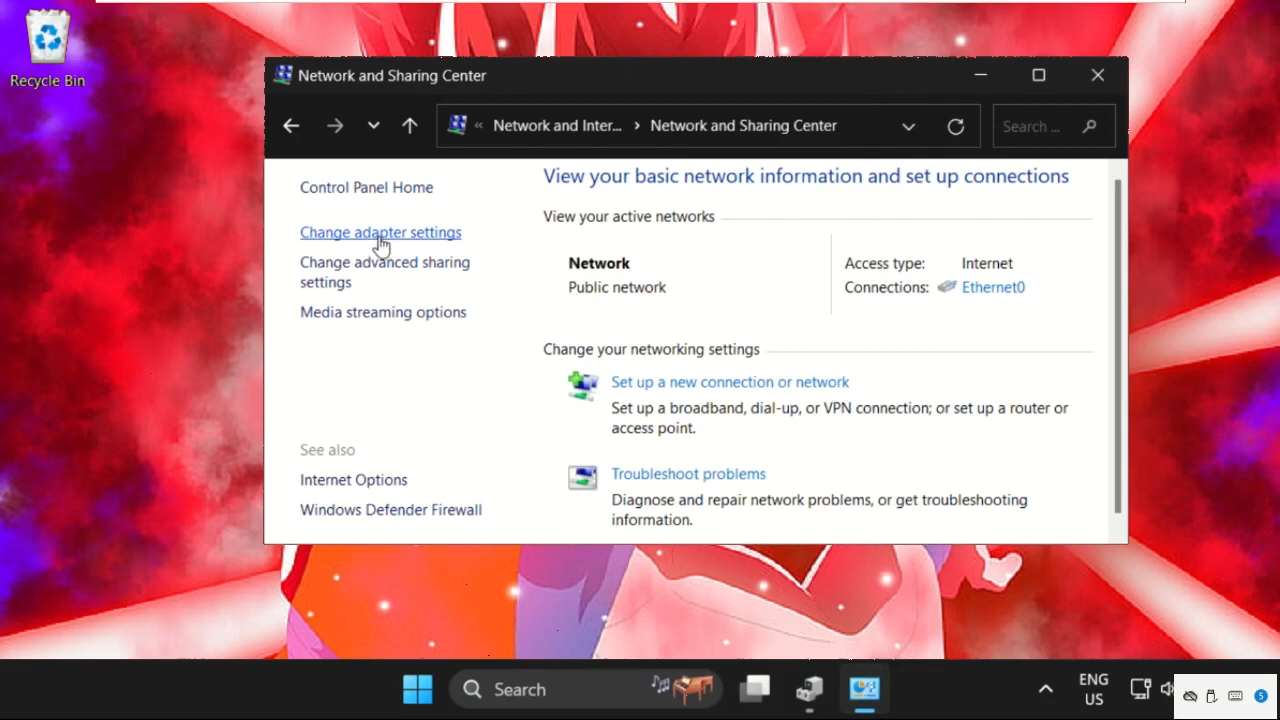 Recycle Bin
Network and Sharing Center
« Network and Inter... › Network and Sharing Center
Search ...
Control Panel Home
Change adapter settings
Change advanced sharing
settings
Media streaming options
See also
Internet Options
Windows Defender Firewall
View your basic network information and set up connections
View your active networks
Network
Public network
Access type: Internet
Connections: Ethernet0
Change your networking settings
Set up a new connection or network
Set up a broadband, dial-up, or VPN connection; or set up a router or
access point.
Troubleshoot problems
Diagnose and repair network problems, or get troubleshooting
information.
Search
ENG
US
5